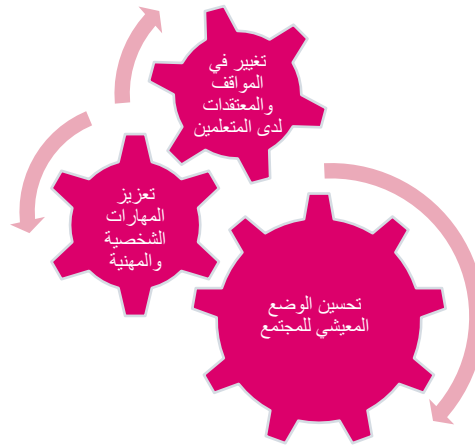 تغيير في
المواقف
والمعتقدات
لدى المتعلمين
تعزيز
المهارات
الشخصية
والمهنية
تحسين الوضع
المعيشي للمجتمع